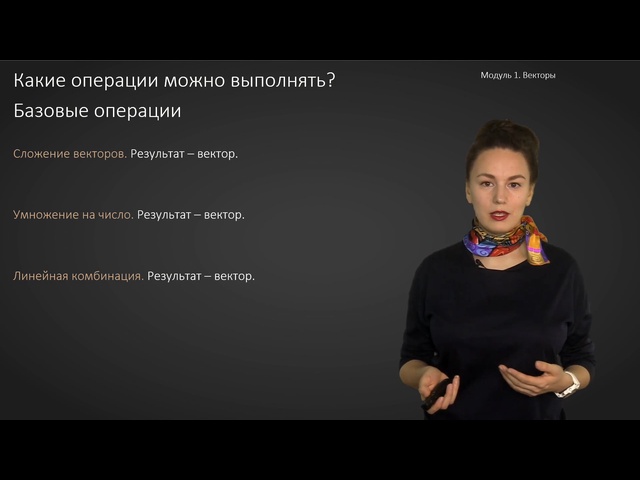 Какие операции можно выполнять?
Модуль 1. Векторы
Базовые операции
Сложение векторов. Результат – вектор.
Умножение на число. Результат – вектор.
Линейная комбинация. Результат – вектор.